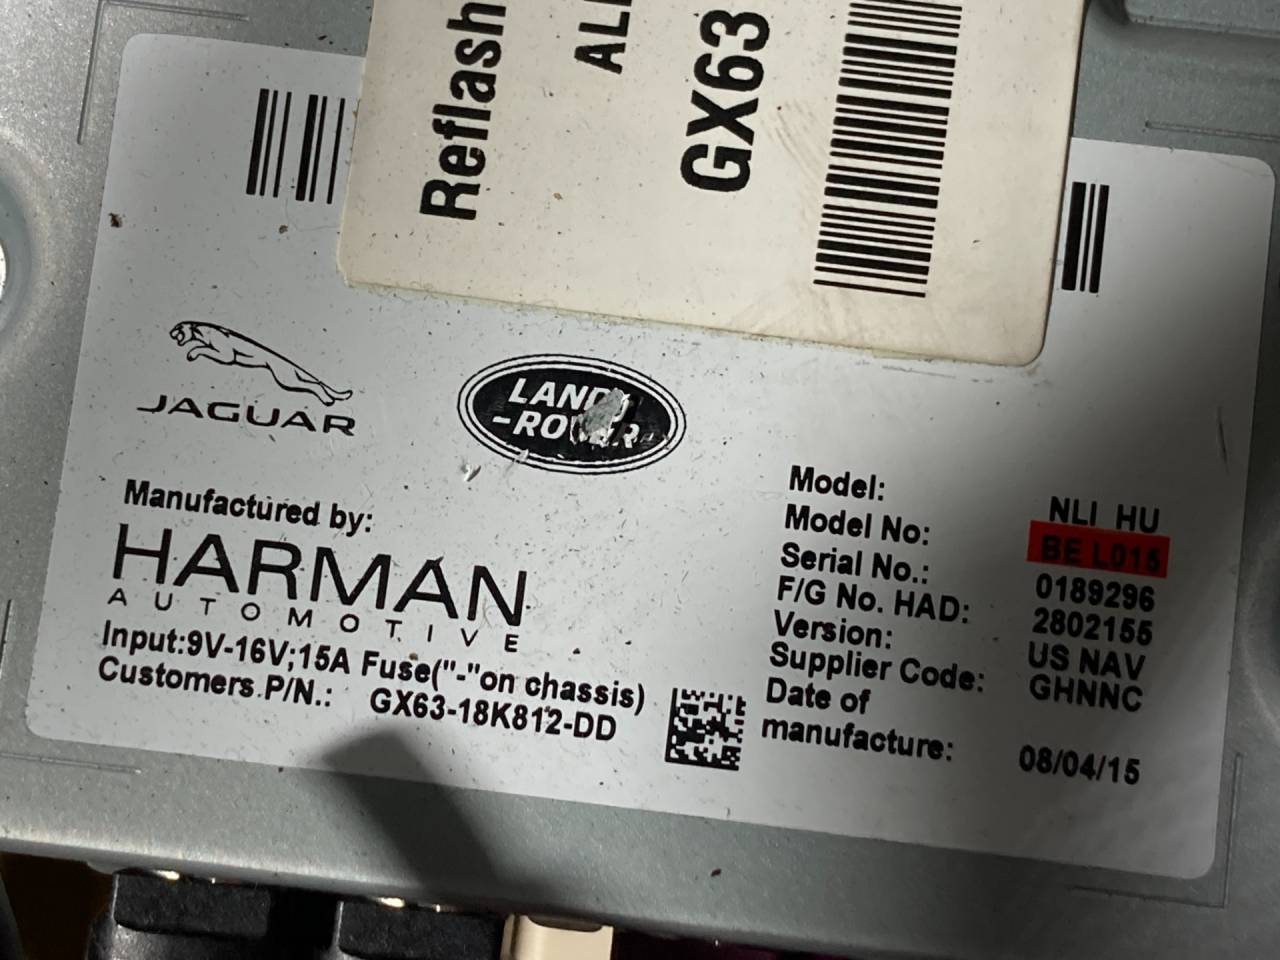 Reflash
GX63
JAGUAR
LAND
-ROVER
Manufactured by:
HARMAN
AUTOMOTIVE
Input:9V-16V;15A Fuse("-"on chassis)
Customers P/N.: GX63-18K812-DD
Model: NLI HU
Model No: BE L015
Serial No.: 0189296
F/G No. HAD: 2802155
Version: US NAV
Supplier Code: GHNNC
Date of
manufacture: 08/04/15